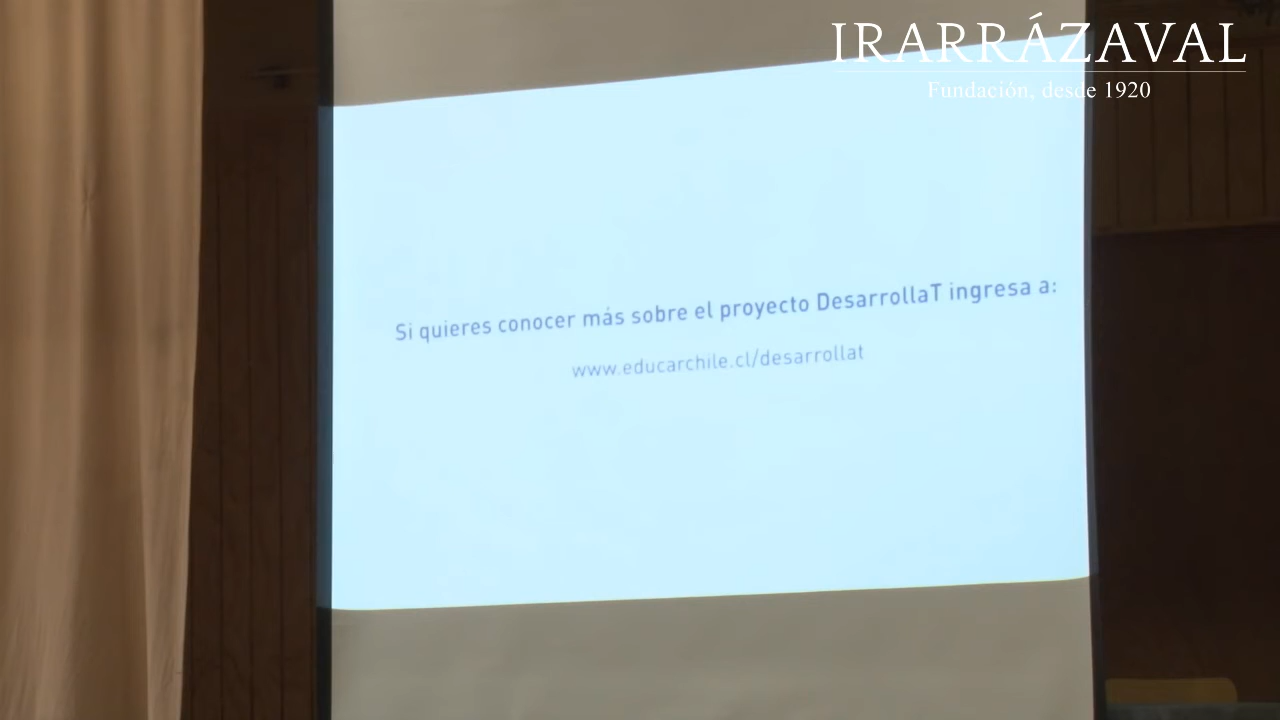 IRARRÁZAVAL
Fundación, desde 1920
Si quieres conocer más sobre el proyecto DesarrollaT ingresa a:
www.educarchile.cl/desarrollat